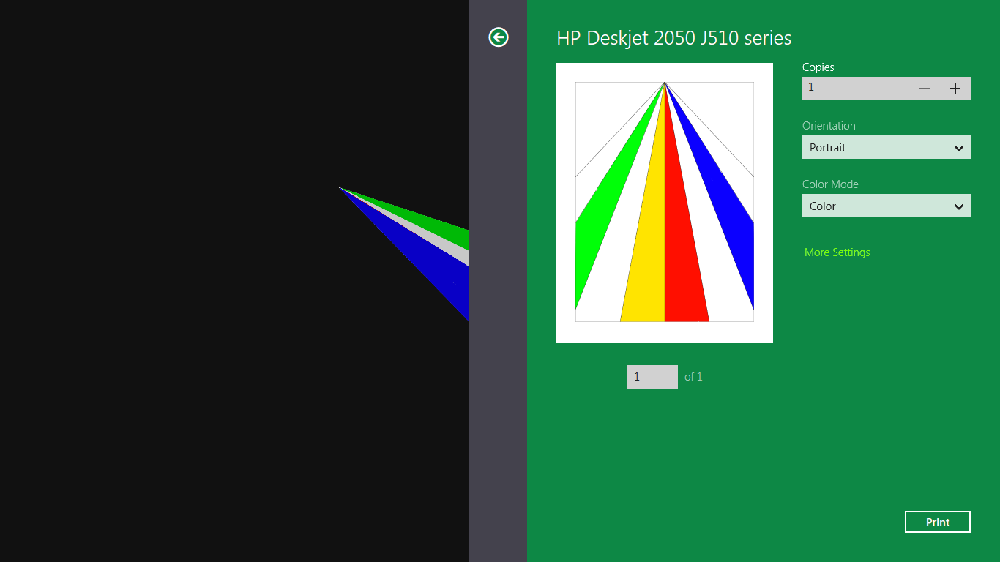 HP Deskjet 2050 J510 series
Copies
1
Orientation
Portrait
Color Mode
Color
More Settings
1 of 1
Print